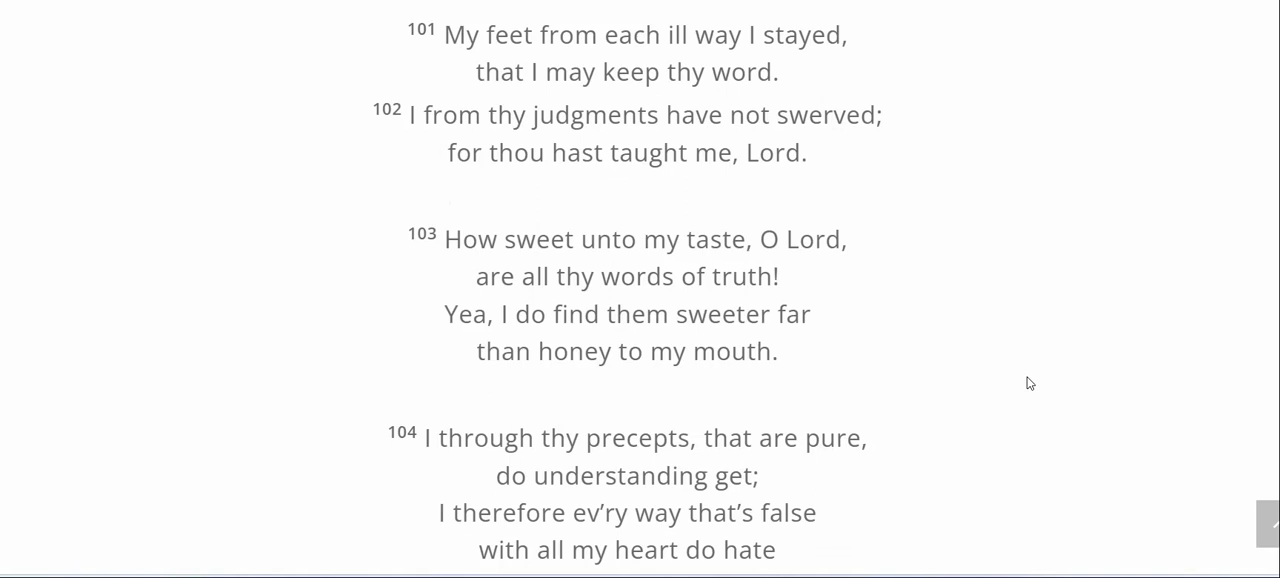 101 My feet from each ill way I stayed,
that I may keep thy word.
102 I from thy judgments have not swerved;
for thou hast taught me, Lord.
103 How sweet unto my taste, O Lord,
are all thy words of truth!
Yea, I do find them sweeter far
than honey to my mouth.
104 I through thy precepts, that are pure,
do understanding get;
I therefore ev’ry way that’s false
with all my heart do hate